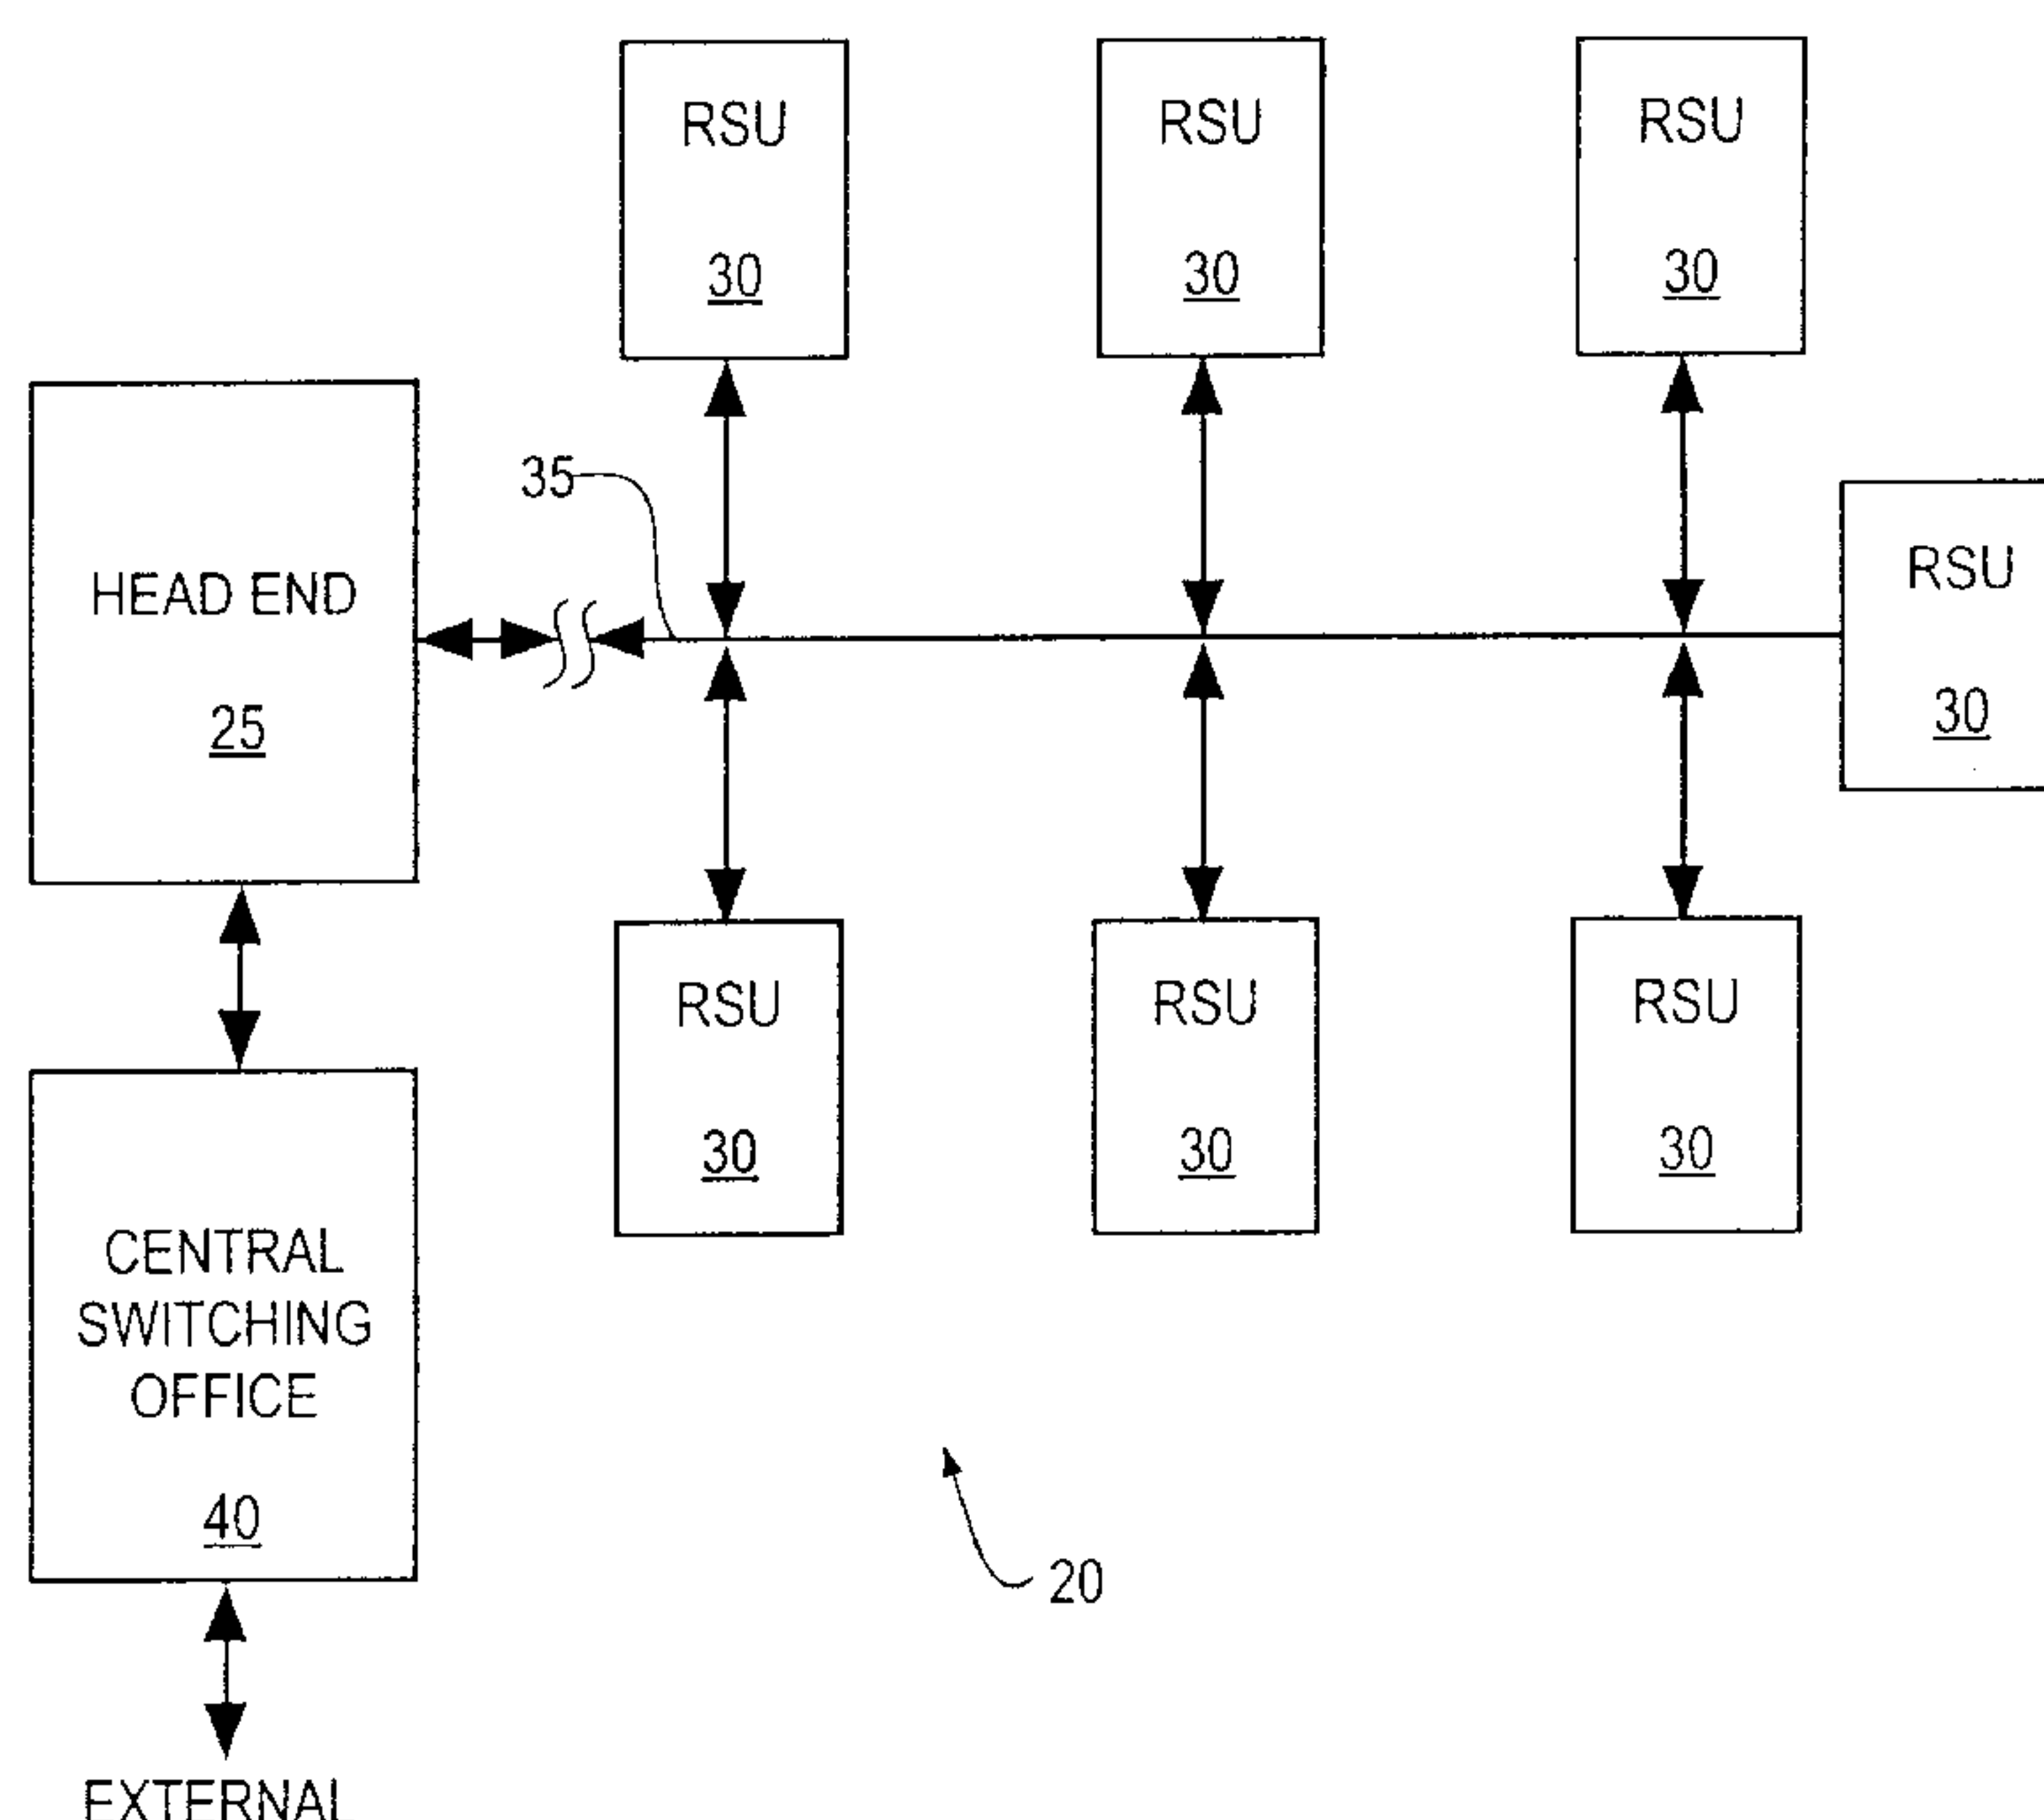 RSU
30
RSU
30
RSU
30
35
HEAD END
25
RSU
30
RSU
30
RSU
30
RSU
30
CENTRAL
SWITCHING
OFFICE
40
20
EXTERNAL